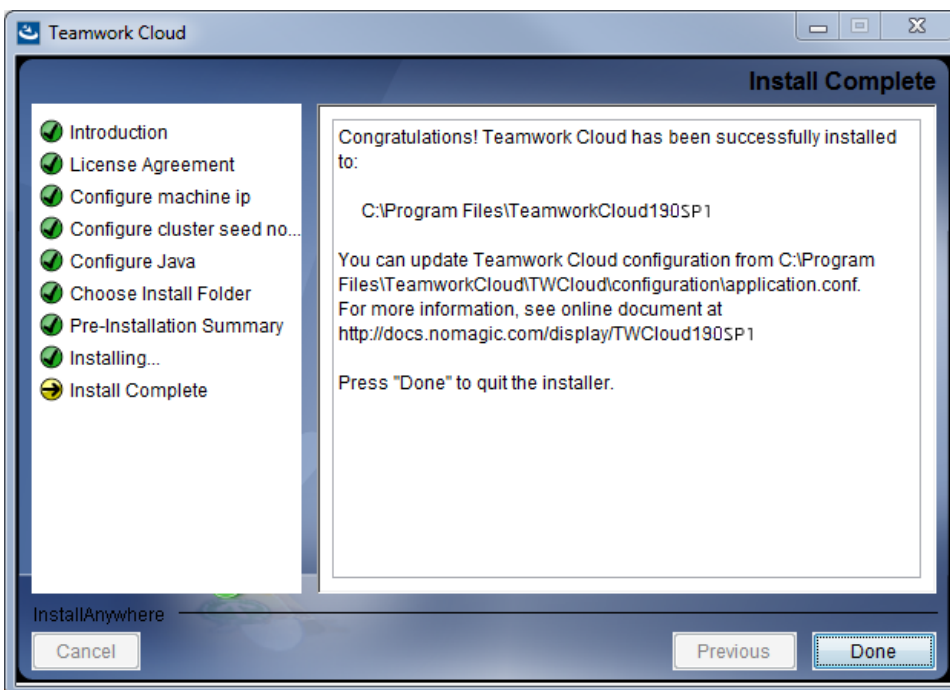 Teamwork Cloud
Install Complete
Introduction
License Agreement
Configure machine ip
Configure cluster seed no...
Configure Java
Choose Install Folder
Pre-Installation Summary
Installing...
Install Complete
Congratulations! Teamwork Cloud has been successfully installed
to:
C:\Program Files\TeamworkCloud190SP1
You can update Teamwork Cloud configuration from C:\Program
Files\TeamworkCloud\TWCloud\configuration\application.conf.
For more information, see online document at
http://docs.nomagic.com/display/TWCloud190SP1
Press "Done" to quit the installer.
InstallAnywhere
Cancel
Previous
Done